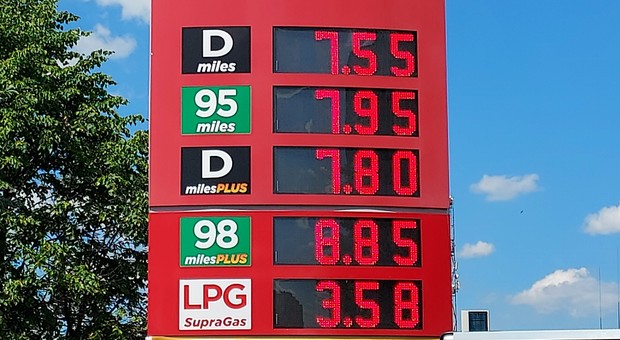 D 7.55
miles
95 7.95
miles
D 7.80
milesPLUS
98 8.85
milesPLUS
LPG 3.58
SupraGas